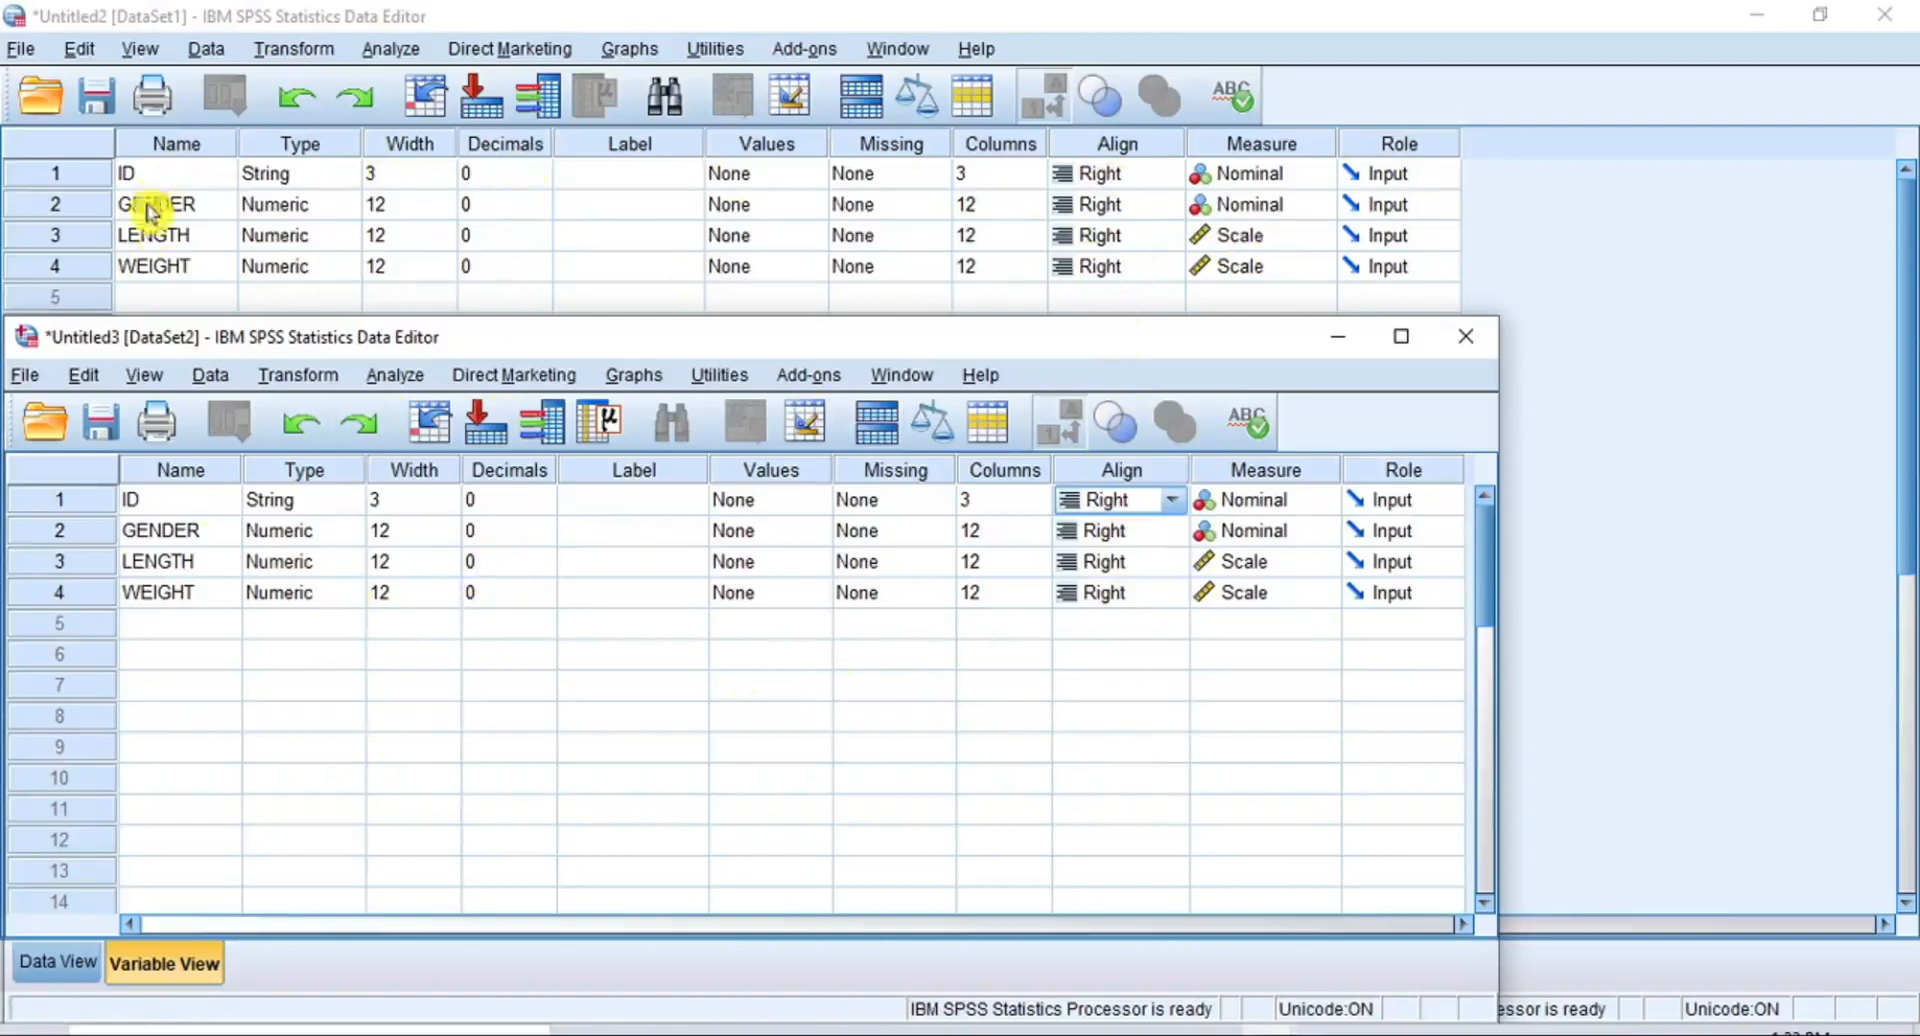 *Untitled2 [DataSet1] - IBM SPSS Statistics Data Editor
File Edit View Data Transform Analyze Direct Marketing Graphs Utilities Add-ons Window Help
Name Type Width Decimals Label Values Missing Columns Align Measure Role
1 ID String 3 0 None None 3 Right Nominal Input
2 GENDER Numeric 12 0 None None 12 Right Nominal Input
3 LENGTH Numeric 12 0 None None 12 Right Scale Input
4 WEIGHT Numeric 12 0 None None 12 Right Scale Input
5
*Untitled3 [DataSet2] - IBM SPSS Statistics Data Editor
File Edit View Data Transform Analyze Direct Marketing Graphs Utilities Add-ons Window Help
Name Type Width Decimals Label Values Missing Columns Align Measure Role
1 ID String 3 0 None None 3 Right Nominal Input
2 GENDER Numeric 12 0 None None 12 Right Nominal Input
3 LENGTH Numeric 12 0 None None 12 Right Scale Input
4 WEIGHT Numeric 12 0 None None 12 Right Scale Input
5
6
7
8
9
10
11
12
13
14
Data View Variable View
IBM SPSS Statistics Processor is ready Unicode:ON essor is ready Unicode:ON